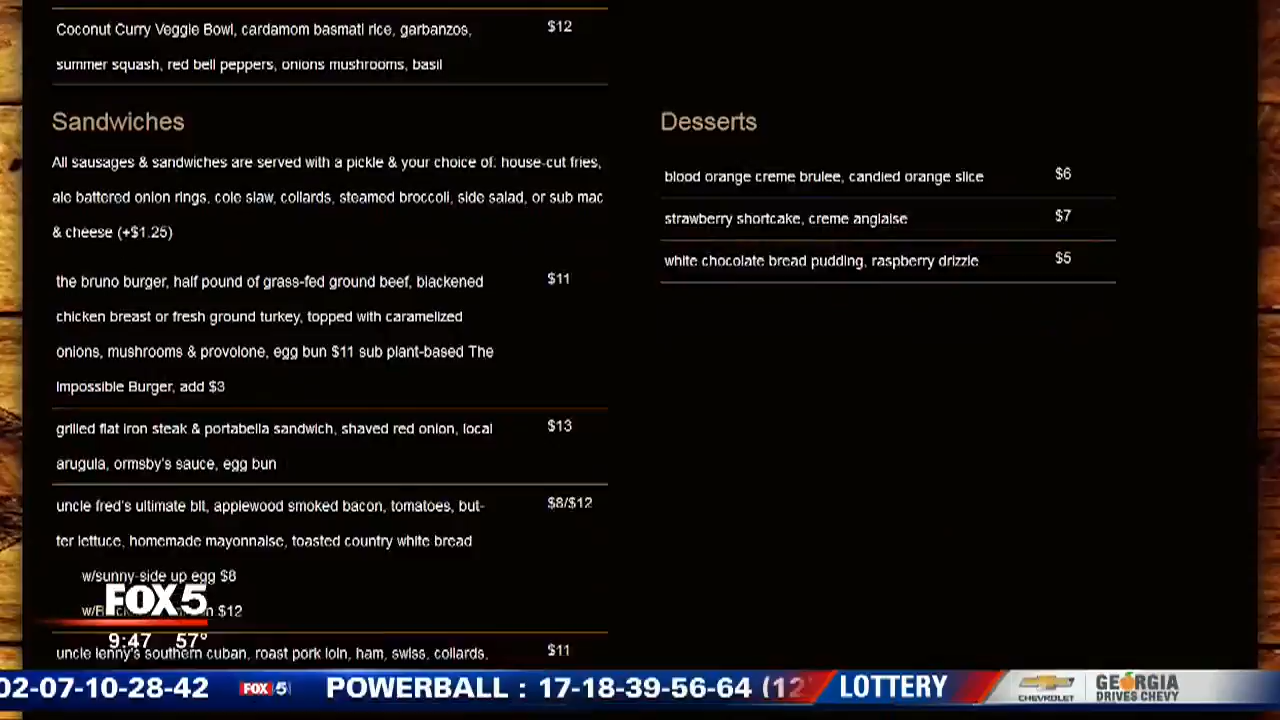 Coconut Curry Veggie Bowl, cardamom basmati rice, garbanzos,
summer squash, red bell peppers, onions mushrooms, basil
$12
Sandwiches
All sausages & sandwiches are served with a pickle & your choice of: house-cut fries,
ale battered onion rings, cole slaw, collards, steamed broccoli, side salad, or sub mac
& cheese (+$1.25)
the bruno burger, half pound of grass-fed ground beef, blackened
chicken breast or fresh ground turkey, topped with caramelized
onions, mushrooms & provolone, egg bun $11 sub plant-based The
Impossible Burger, add $3
$11
grilled flat iron steak & portabella sandwich, shaved red onion, local
arugula, ormsby's sauce, egg bun
$13
uncle fred's ultimate blt, applewood smoked bacon, tomatoes, but-
ter lettuce, homemade mayonnaise, toasted country white bread
$8/$12
w/sunny-side up egg $8
$12
uncle lenny's southern cuban, roast pork loin, ham, swiss, collards,
$11
Desserts
blood orange creme brulee, candied orange slice
$6
strawberry shortcake, creme anglaise
$7
white chocolate bread pudding, raspberry drizzle
$5
FOX 5
9:47 57°
02-07-10-28-42 FOX 5 POWERBALL : 17-18-39-56-64 (12 LOTTERY
CHEVROLET
GEORGIA
DRIVES CHEVY